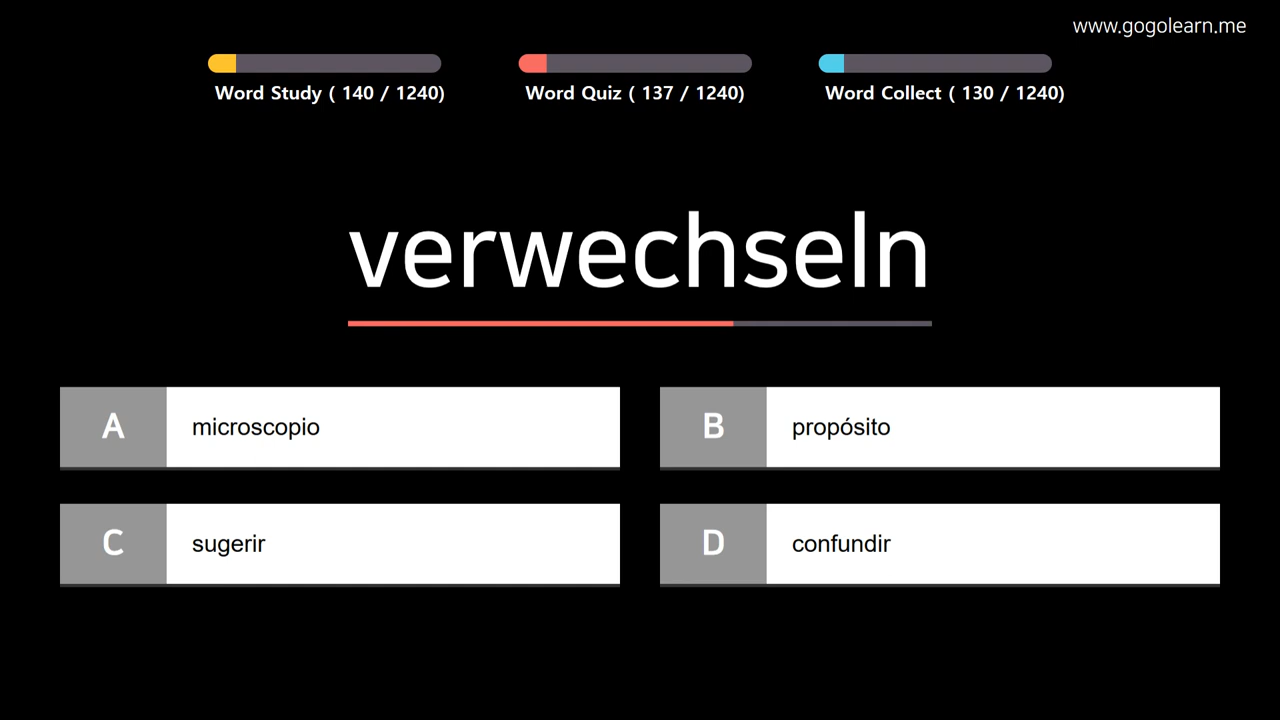 www.gogolearn.me
Word Study ( 140 / 1240)
Word Quiz ( 137 / 1240)
Word Collect ( 130 / 1240)
verwechseln
A
microscopio
B
propósito
C
sugerir
D
confundir